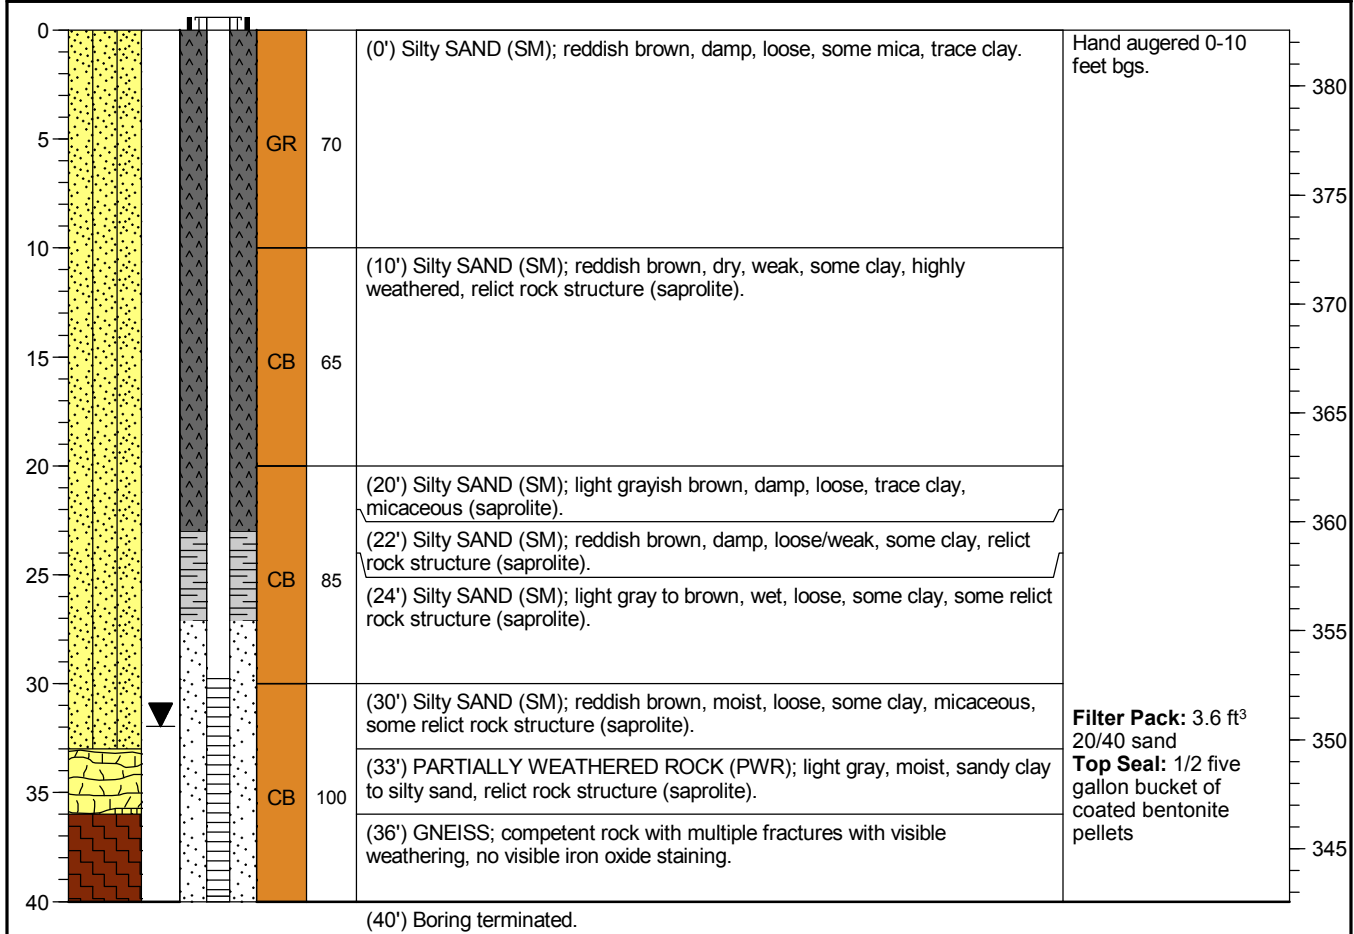 0
5
10
15
20
25
30
35
40
GR
70
CB
65
CB
85
CB
100
(0') Silty SAND (SM); reddish brown, damp, loose, some mica, trace clay.
(10') Silty SAND (SM); reddish brown, dry, weak, some clay, highly
weathered, relict rock structure (saprolite).
(20') Silty SAND (SM); light grayish brown, damp, loose, trace clay,
micaceous (saprolite).
(22') Silty SAND (SM); reddish brown, damp, loose/weak, some clay, relict
rock structure (saprolite).
(24') Silty SAND (SM); light gray to brown, wet, loose, some clay, some relict
rock structure (saprolite).
(30') Silty SAND (SM); reddish brown, moist, loose, some clay, micaceous,
some relict rock structure (saprolite).
(33') PARTIALLY WEATHERED ROCK (PWR); light gray, moist, sandy clay
to silty sand, relict rock structure (saprolite).
(36') GNEISS; competent rock with multiple fractures with visible
weathering, no visible iron oxide staining.
(40') Boring terminated.
Hand augered 0-10
feet bgs.
Filter Pack: 3.6 ft³
20/40 sand
Top Seal: 1/2 five
gallon bucket of
coated bentonite
pellets
380
375
370
365
360
355
350
345